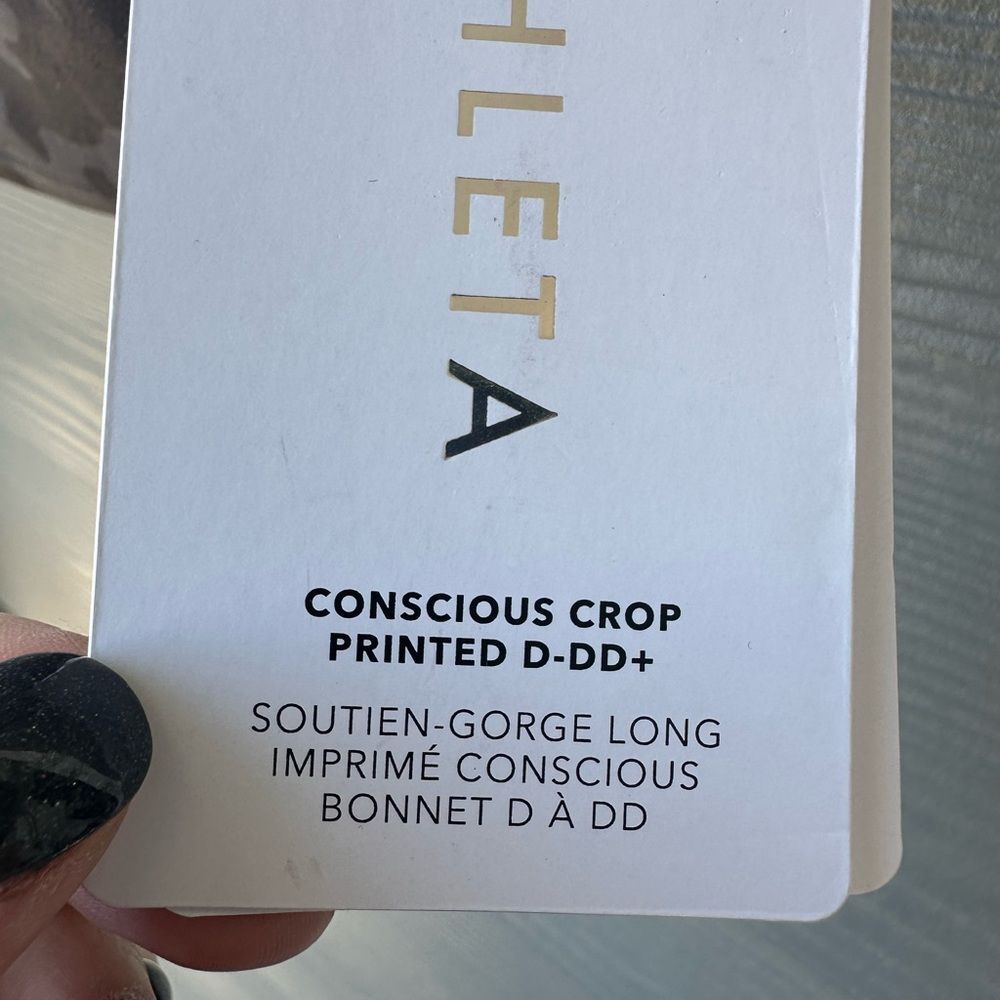 HLETA
CONSCIOUS CROP
PRINTED D-DD+
SOUTIEN-GORGE LONG
IMPRIMÉ CONSCIOUS
BONNET D À DD